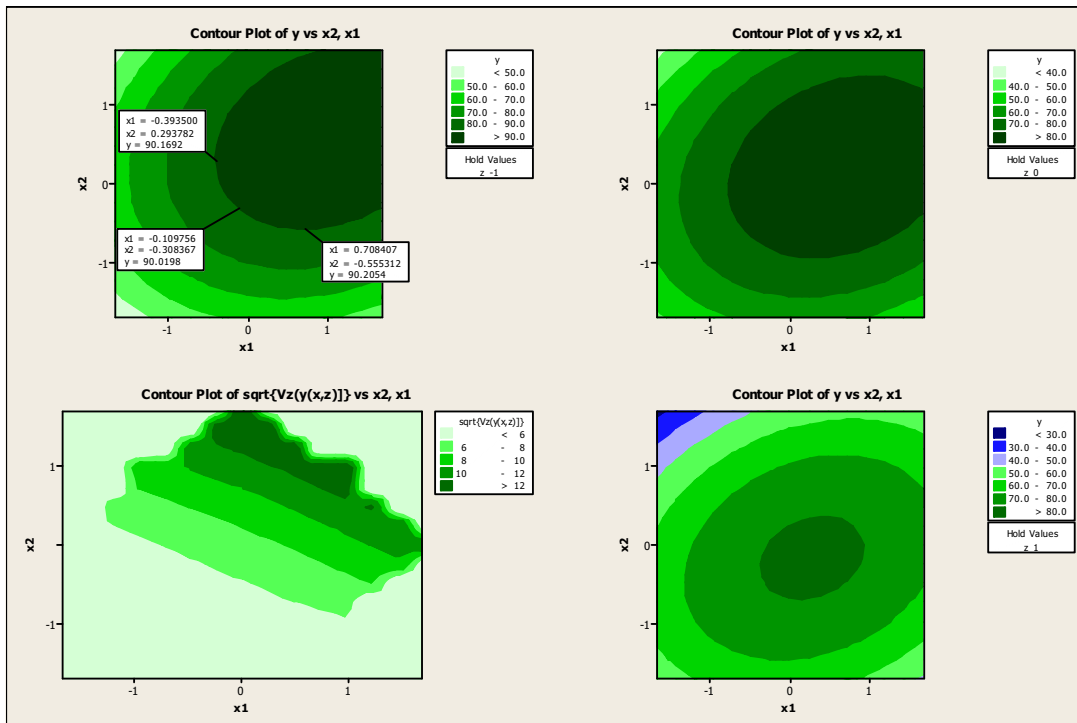 Contour Plot of y vs x2, x1
x2
1
0
-1
-1
0
1
x1
x1 = -0.393500
x2 = 0.293782
y = 90.1692
x1 = -0.109756
x2 = -0.308367
y = 90.0198
x1 = 0.708407
x2 = -0.555312
y = 90.2054
y
< 50.0
50.0 - 60.0
60.0 - 70.0
70.0 - 80.0
80.0 - 90.0
> 90.0
Hold Values
z -1
Contour Plot of y vs x2, x1
x2
1
0
-1
-1
0
1
x1
y
< 40.0
40.0 - 50.0
50.0 - 60.0
60.0 - 70.0
70.0 - 80.0
> 80.0
Hold Values
z 0
Contour Plot of sqrt{Vz(y(x,z)]} vs x2, x1
x2
1
0
-1
-1
0
1
x1
sqrt{Vz(y(x,z)]}
< 6
6 - 8
8 - 10
10 - 12
> 12
Contour Plot of y vs x2, x1
x2
1
0
-1
-1
0
1
x1
y
< 30.0
30.0 - 40.0
40.0 - 50.0
50.0 - 60.0
60.0 - 70.0
70.0 - 80.0
> 80.0
Hold Values
z 1